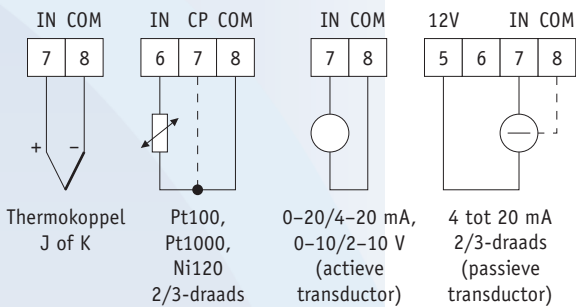 IN COM
7 8
+ −
Thermokoppel
J of K
IN CP COM
6 7 8
Pt100,
Pt1000,
Ni120
2/3-draads
IN COM
7 8
0–20/4–20 mA,
0–10/2–10 V
(actieve
transductor)
12V IN COM
5 6 7 8
4 tot 20 mA
2/3-draads
(passieve
transductor)